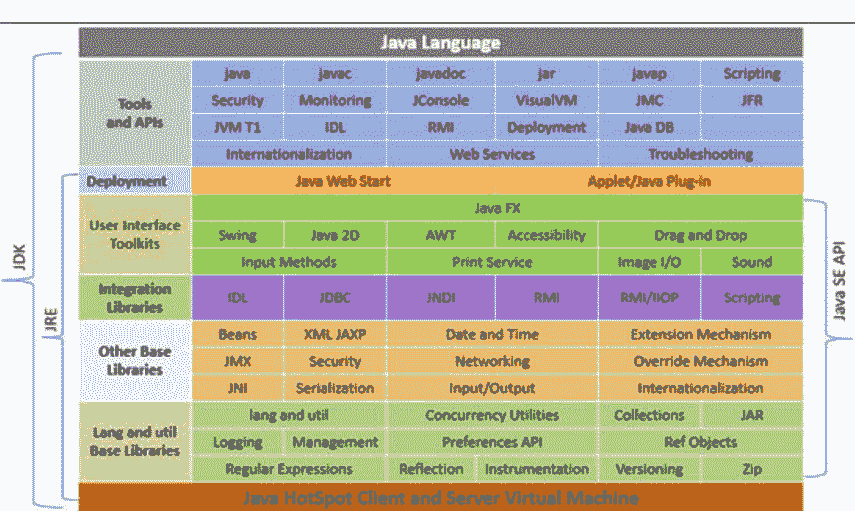 Java Language
Tools and APIs
java javac javadoc jar javap Scripting
Security Monitoring JConsole VisualVM JMC JFR
JVM T1 IDL RMI Deployment Java DB
Internationalization Web Services Troubleshooting
Deployment Java Web Start Applet/Java Plug-in
User Interface Toolkits
Java FX
Swing Java 2D AWT Accessibility Drag and Drop
Input Methods Print Service Image I/O Sound
Integration Libraries
IDL JDBC JNDI RMI RMI/IIOP Scripting
Other Base Libraries
Beans XML JAXP Date and Time Extension Mechanism
JMX Security Networking Override Mechanism
JNI Serialization Input/Output Internationalization
Lang and util Base Libraries
lang and util Concurrency Utilities Collections JAR
Logging Management Preferences API Ref Objects
Regular Expressions Reflection Instrumentation Versioning Zip
Java HotSpot Client and Server Virtual Machine
JDK
JRE
Java SE API